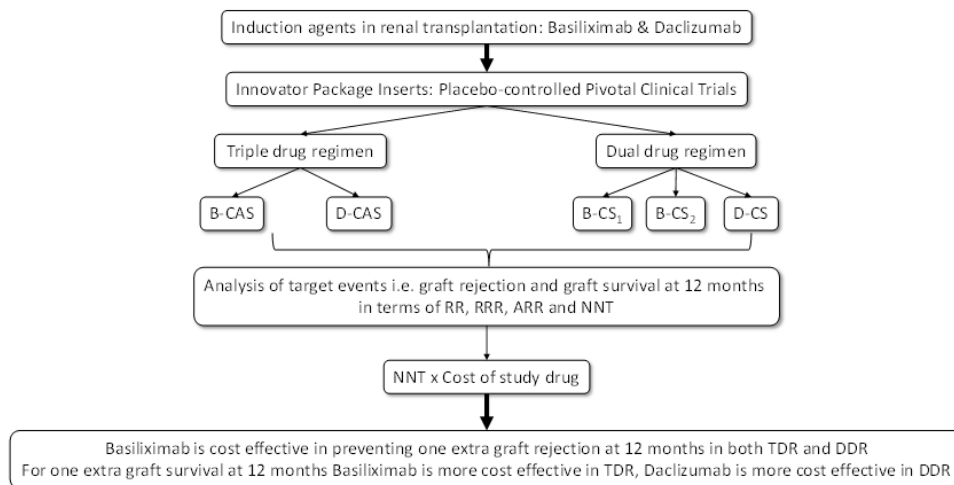 Induction agents in renal transplantation: Basiliximab & Daclizumab
Innovator Package Inserts: Placebo-controlled Pivotal Clinical Trials
Triple drug regimen
Dual drug regimen
B-CAS
D-CAS
B-CS₁
B-CS₂
D-CS
Analysis of target events i.e. graft rejection and graft survival at 12 months
in terms of RR, RRR, ARR and NNT
NNT x Cost of study drug
Basiliximab is cost effective in preventing one extra graft rejection at 12 months in both TDR and DDR
For one extra graft survival at 12 months Basiliximab is more cost effective in TDR, Daclizumab is more cost effective in DDR